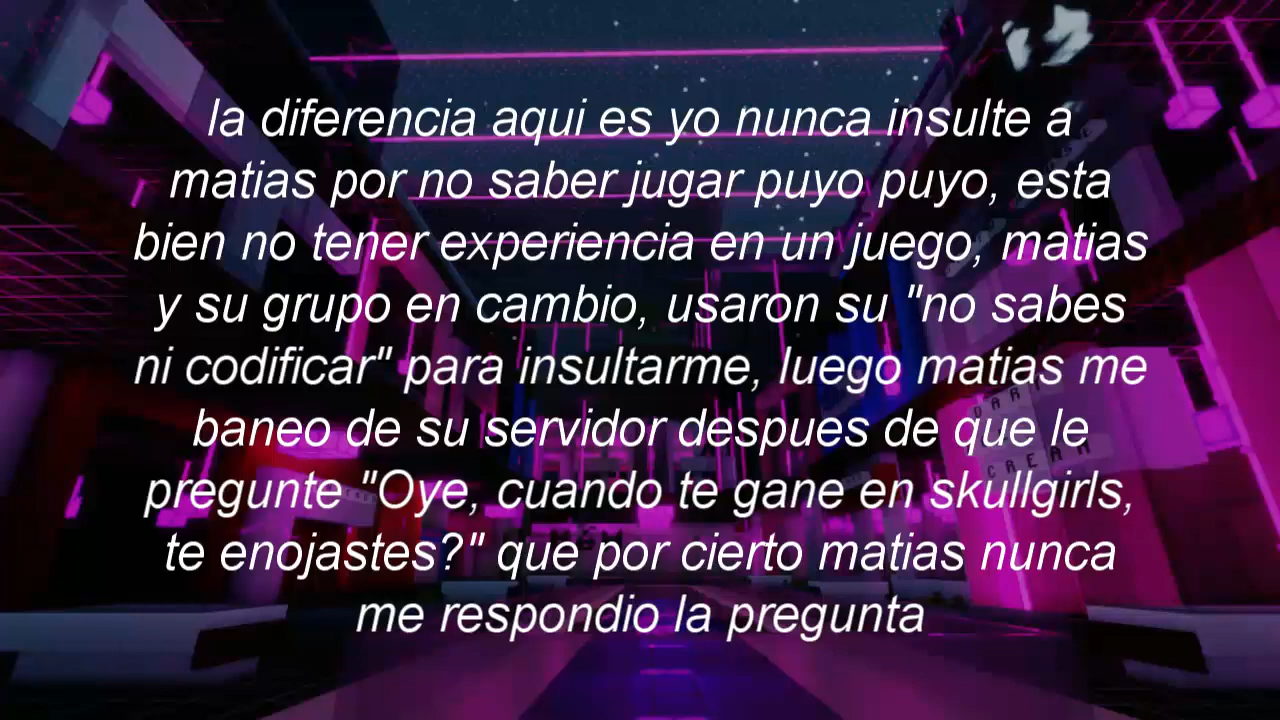 la diferencia aqui es yo nunca insulte a
matias por no saber jugar puyo puyo, esta
bien no tener experiencia en un juego, matias
y su grupo en cambio, usaron su "no sabes
ni codificar" para insultarme, luego matias me
baneo de su servidor despues de que le
pregunte "Oye, cuando te gane en skullgirls,
te enojastes?" que por cierto matias nunca
me respondio la pregunta
CREAM